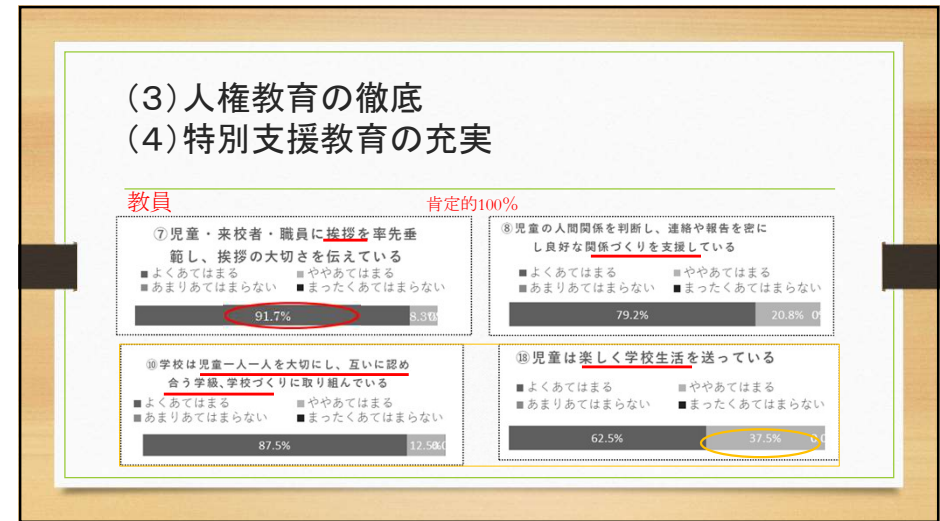 (3)人権教育の徹底
(4)特別支援教育の充実
教員
肯定的100%
⑦児童・来校者・職員に挨拶を率先垂
範し、挨拶の大切さを伝えている
■よくあてはまる ■ややあてはまる
■あまりあてはまらない ■まったくあてはまらない
91.7% 8.3%
⑧児童の人間関係を判断し、連絡や報告を密に
し良好な関係づくりを支援している
■よくあてはまる ■ややあてはまる
■あまりあてはまらない ■まったくあてはまらない
79.2% 20.8%
⑩学校は児童一人一人を大切にし、互いに認め
合う学級、学校づくりに取り組んでいる
■よくあてはまる ■ややあてはまる
■あまりあてはまらない ■まったくあてはまらない
87.5% 12.5%
⑱児童は楽しく学校生活を送っている
■よくあてはまる ■ややあてはまる
■あまりあてはまらない ■まったくあてはまらない
62.5% 37.5%